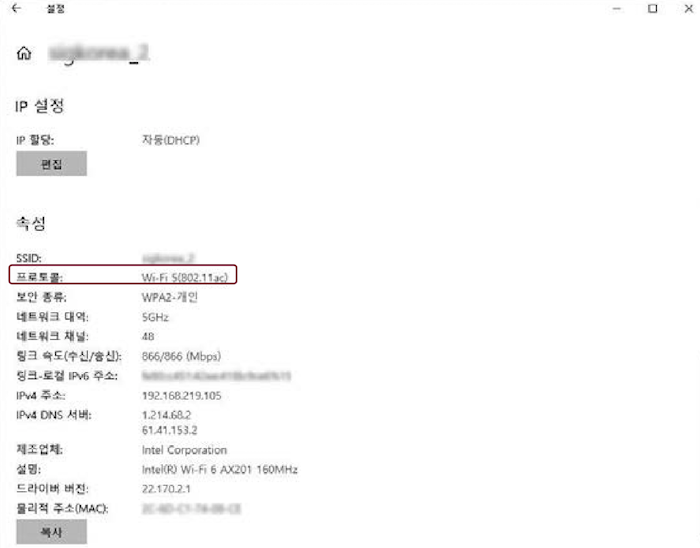 설정
IP 설정
IP 할당: 자동(DHCP)
편집
속성
SSID:
프로토콜: Wi-Fi 5(802.11ac)
보안 종류: WPA2-개인
네트워크 대역: 5GHz
네트워크 채널: 48
링크 속도(수신/송신): 866/866 (Mbps)
링크-로컬 IPv6 주소:
IPv4 주소: 192.168.219.105
IPv4 DNS 서버: 1.214.68.2
61.41.153.2
제조업체: Intel Corporation
설명: Intel(R) Wi-Fi 6 AX201 160MHz
드라이버 버전: 22.170.2.1
물리적 주소(MAC):
복사